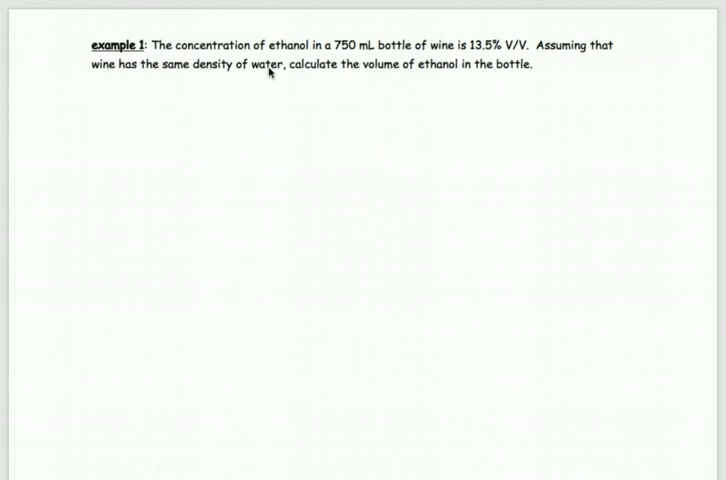 example 1: The concentration of ethanol in a 750 mL bottle of wine is 13.5% V/V. Assuming that
wine has the same density of water, calculate the volume of ethanol in the bottle.